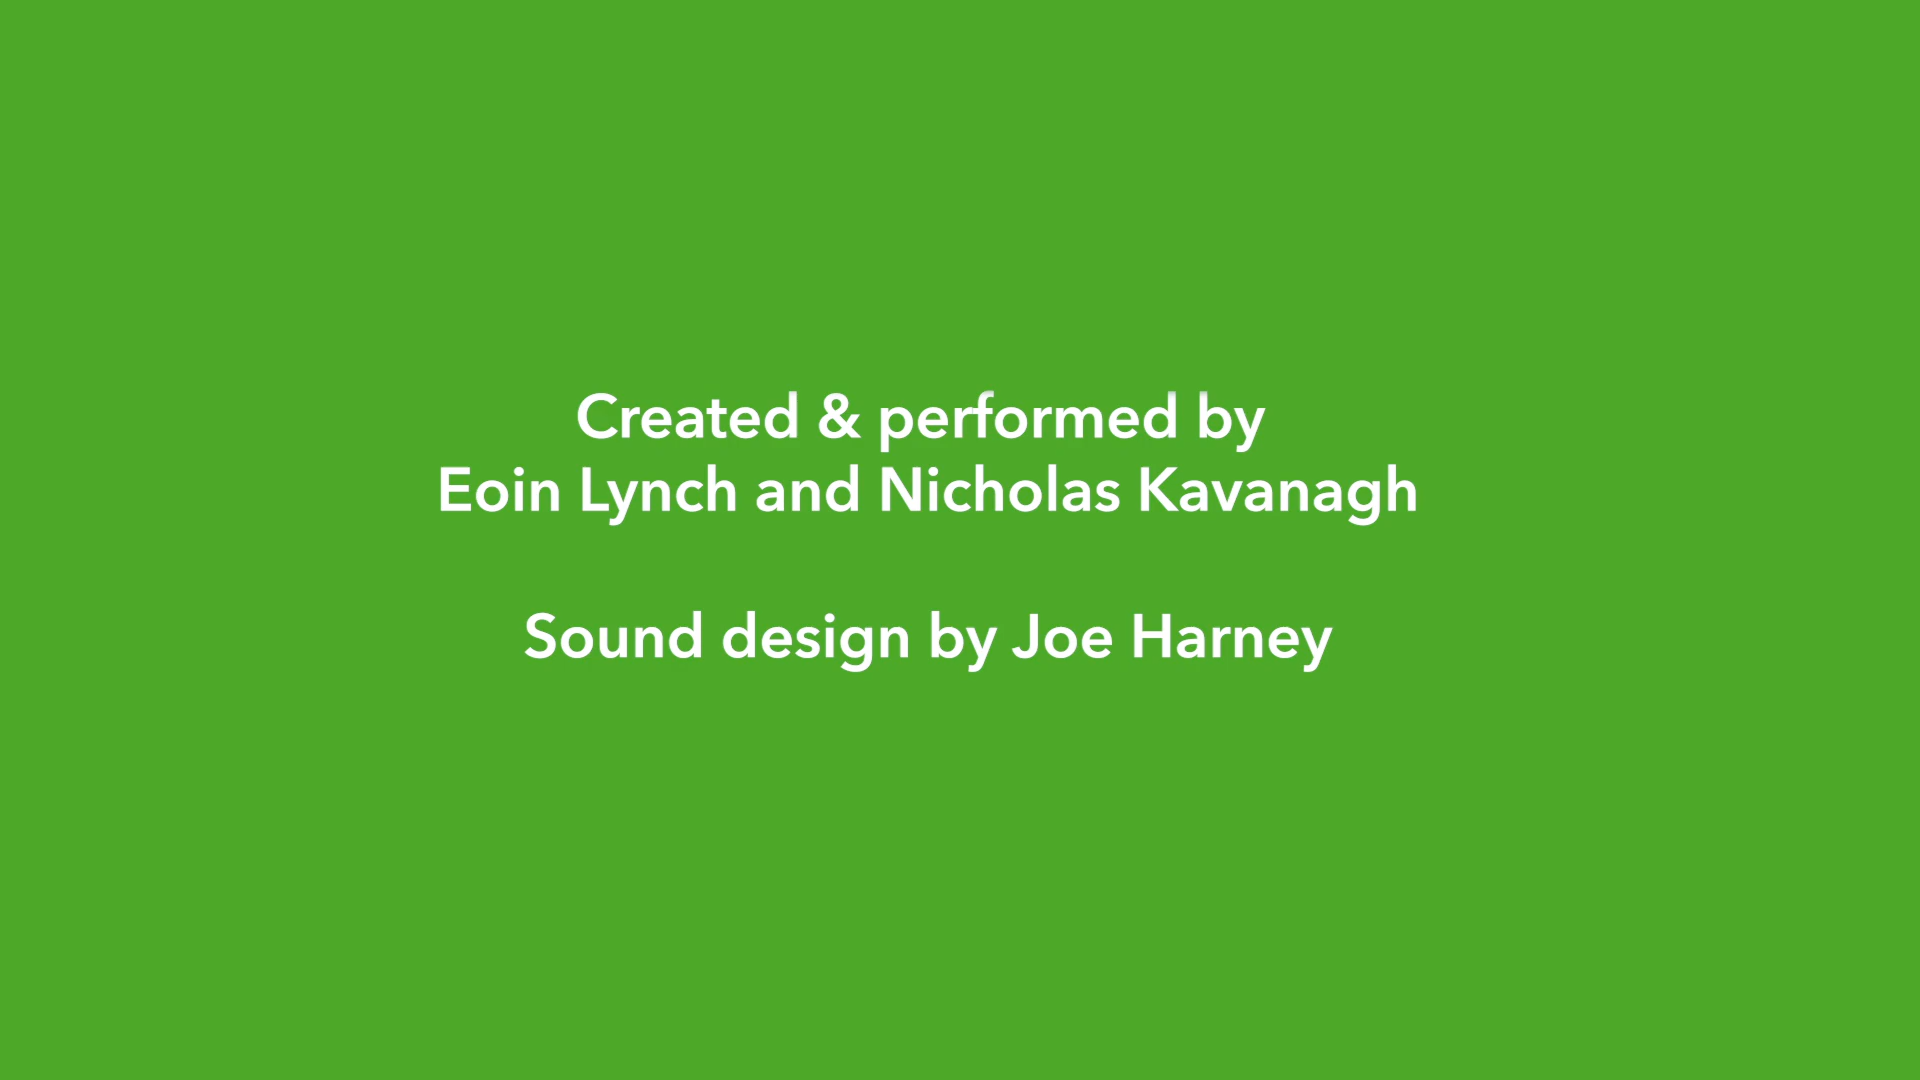 Created & performed by
Eoin Lynch and Nicholas Kavanagh
Sound design by Joe Harney